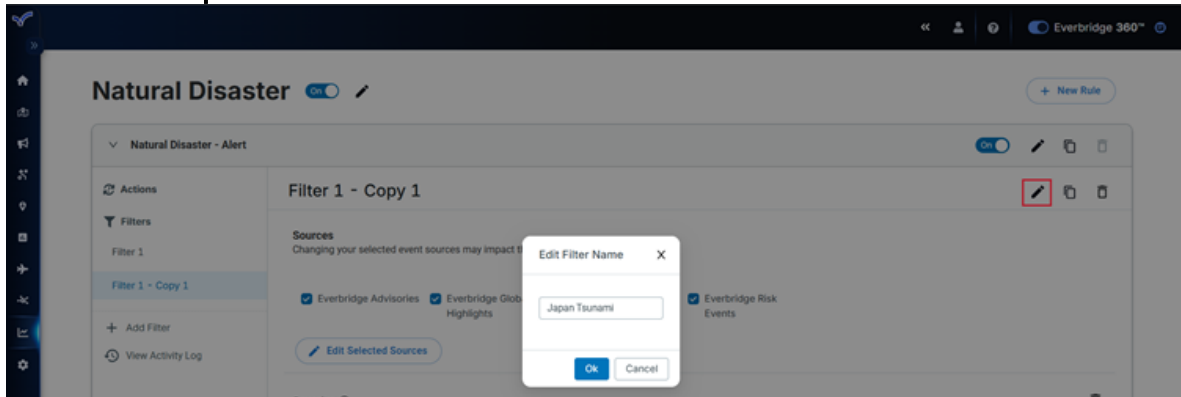 Everbridge 360™
Natural Disaster On
+ New Rule
Natural Disaster - Alert
On
Actions
Filters
Filter 1
Filter 1 - Copy 1
+ Add Filter
View Activity Log
Filter 1 - Copy 1
Sources
Changing your selected event sources may impact
Everbridge Advisories
Everbridge Glob
Highlights
Everbridge Risk
Events
Edit Selected Sources
Edit Filter Name X
Japan Tsunami
Ok Cancel